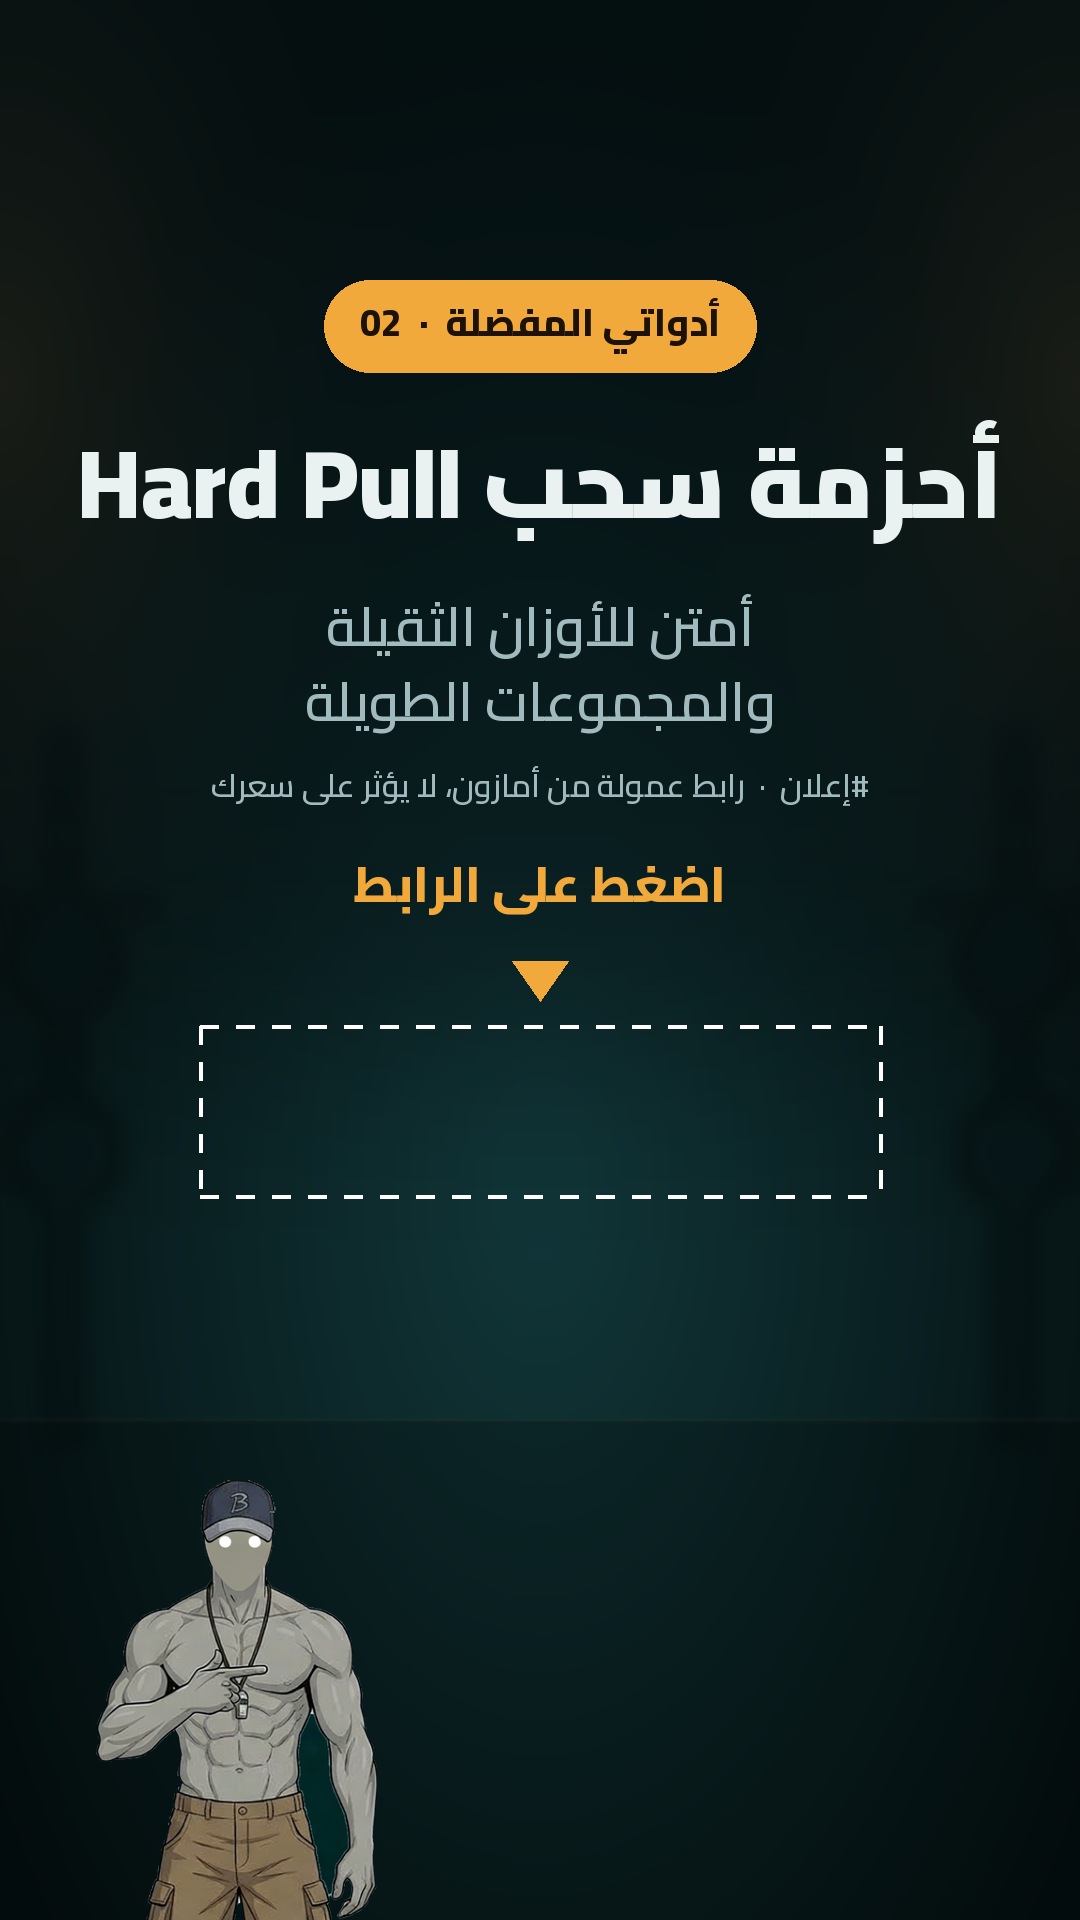 أدواتي المفضلة · 02
أحزمة سحب Hard Pull
أمتن للأوزان الثقيلة
والمجموعات الطويلة
#إعلان · رابط عمولة من أمازون، لا يؤثر على سعرك
اضغط على الرابط
B